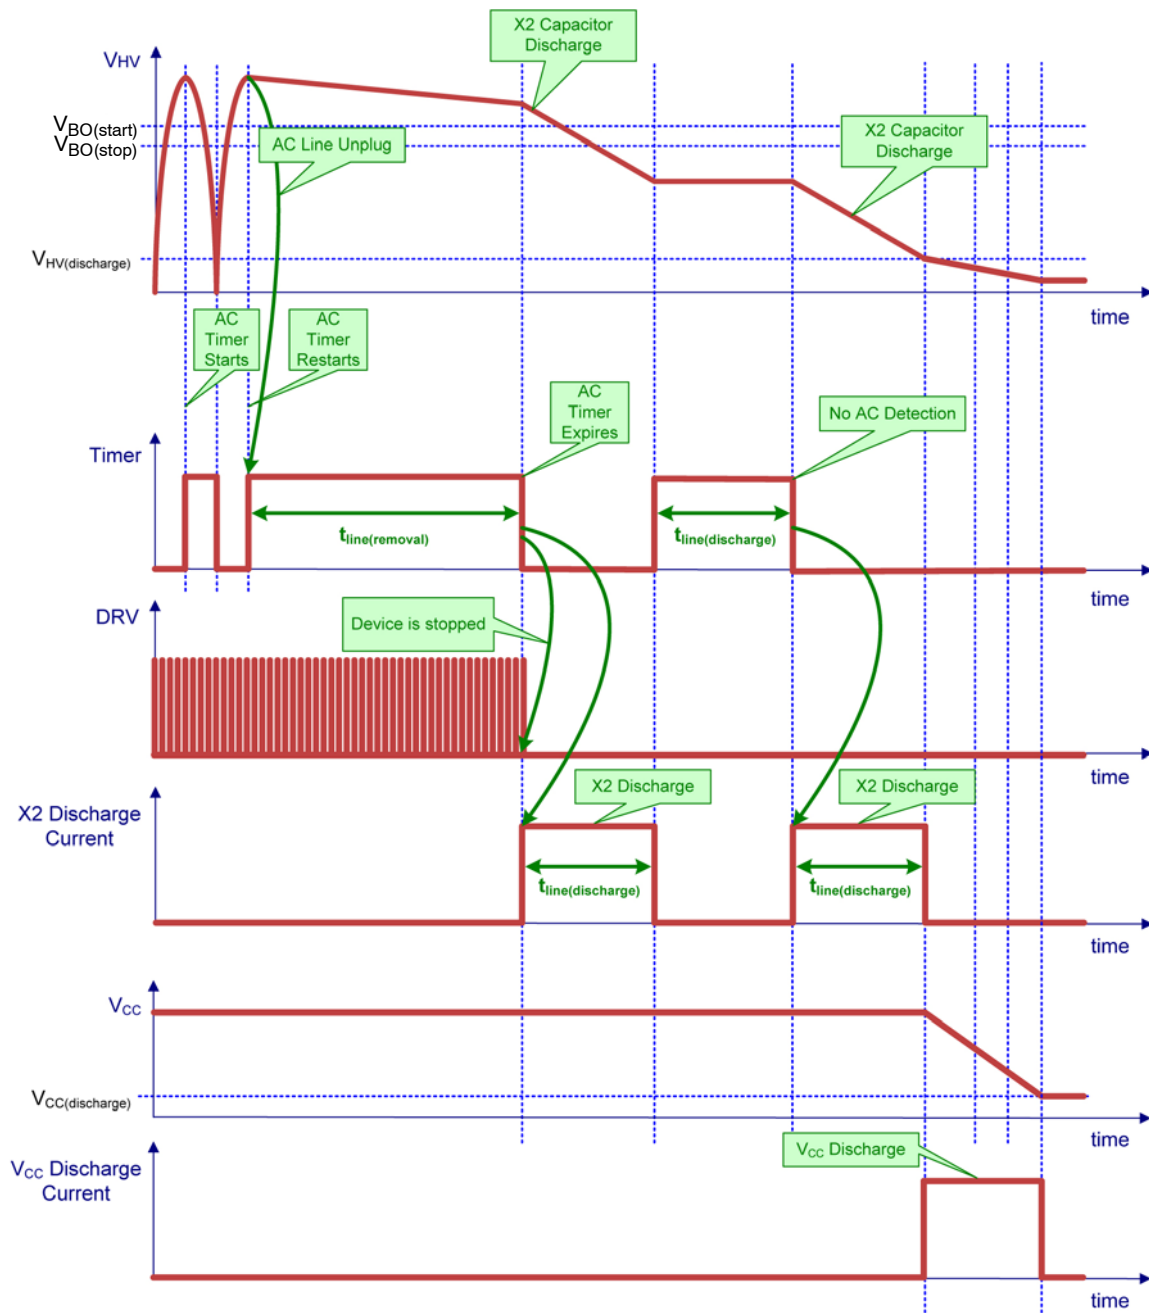 X2 Capacitor
Discharge
VHV
VBO(start)
VBO(stop)
AC Line Unplug
X2 Capacitor
Discharge
VHV(discharge)
time
AC
Timer
Starts
AC
Timer
Restarts
AC
Timer
Expires
No AC Detection
Timer
tline(removal)
tline(discharge)
time
DRV
Device is stopped
time
X2 Discharge
X2 Discharge
X2 Discharge
Current
tline(discharge)
tline(discharge)
time
VCC
VCC(discharge)
time
VCC Discharge
VCC Discharge
Current
time